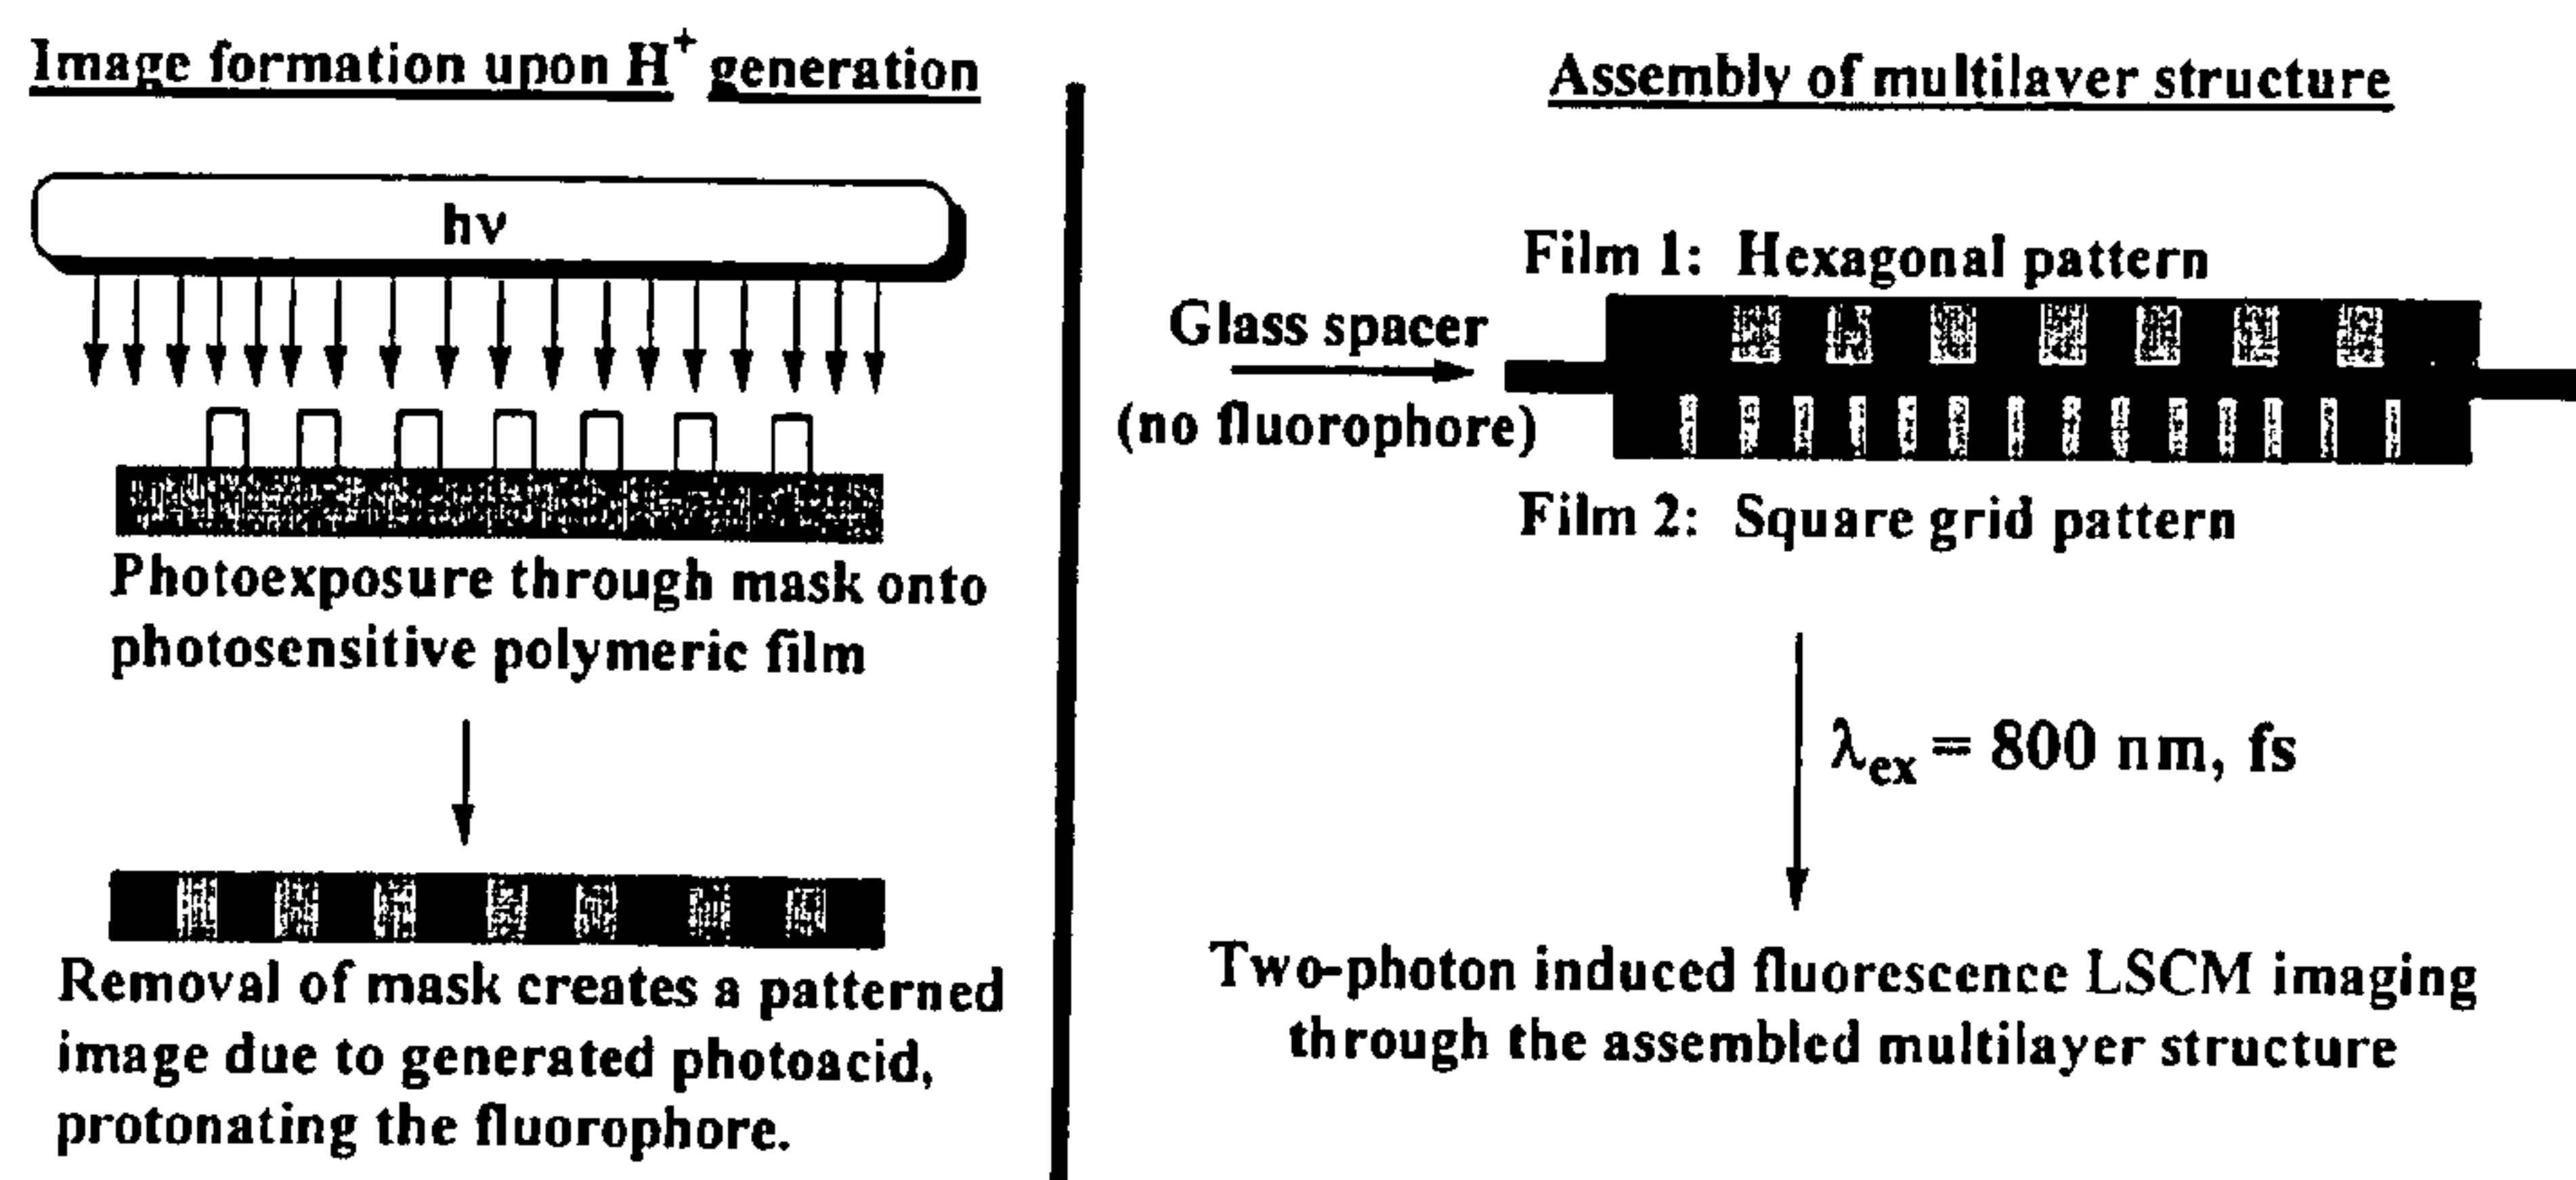 Image formation upon H⁺ generation
hν
Photoexposure through mask onto
photosensitive polymeric film
Removal of mask creates a patterned
image due to generated photoacid,
protonating the fluorophore.
Assembly of multilayer structure
Film 1: Hexagonal pattern
Glass spacer
(no fluorophore)
Film 2: Square grid pattern
λex = 800 nm, fs
Two-photon induced fluorescence LSCM imaging
through the assembled multilayer structure